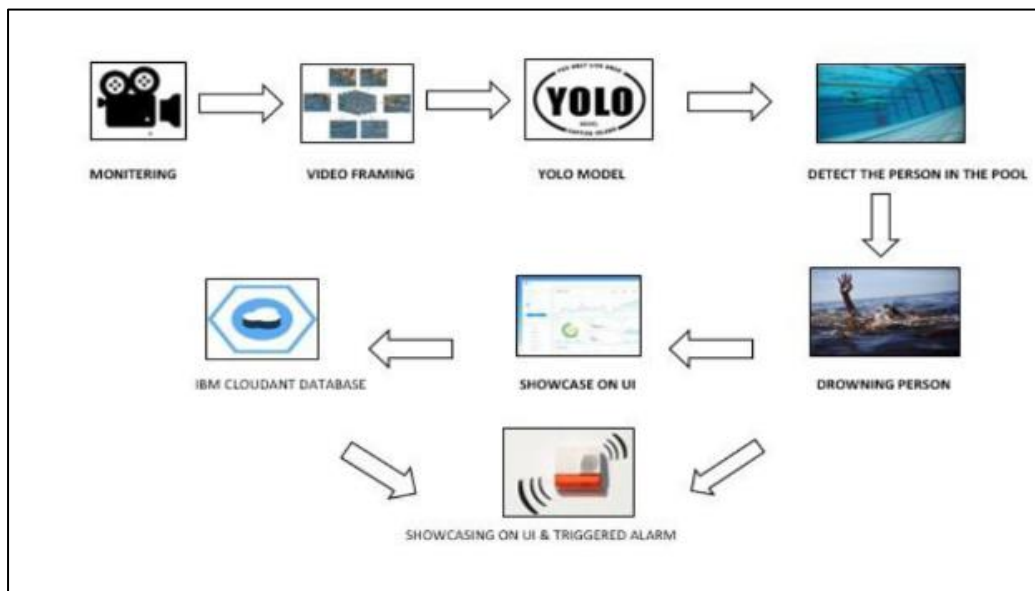 YOLO
MONITERING
VIDEO FRAMING
YOLO MODEL
DETECT THE PERSON IN THE POOL
IBM CLOUDANT DATABASE
SHOWCASE ON UI
DROWNING PERSON
SHOWCASING ON UI & TRIGGERED ALARM